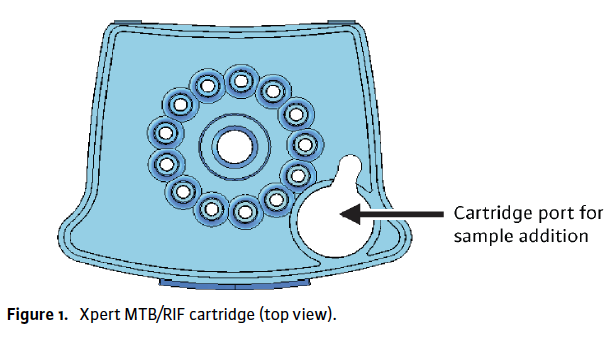 Cartridge port for
sample addition
Figure 1. Xpert MTB/RIF cartridge (top view).